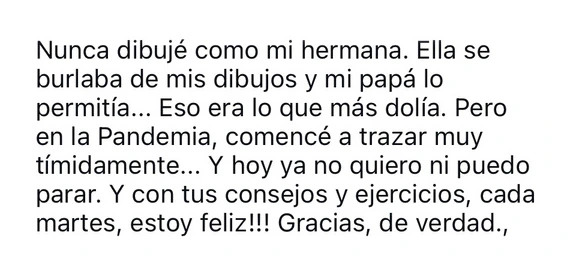 Nunca dibujé como mi hermana. Ella se
burlaba de mis dibujos y mi papá lo
permitía... Eso era lo que más dolía. Pero
en la Pandemia, comencé a trazar muy
tímidamente... Y hoy ya no quiero ni puedo
parar. Y con tus consejos y ejercicios, cada
martes, estoy feliz!!! Gracias, de verdad.,